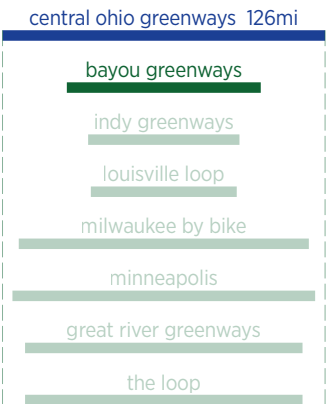 central ohio greenways 126mi
bayou greenways
indy greenways
louisville loop
milwaukee by bike
minneapolis
great river greenways
the loop